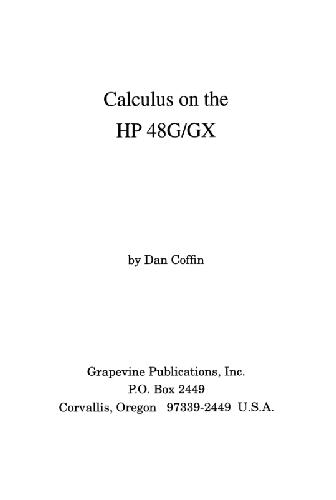 Calculus on the
HP 48G/GX
by Dan Coffin
Grapevine Publications, Inc.
P.O. Box 2449
Corvallis, Oregon 97339-2449 U.S.A.